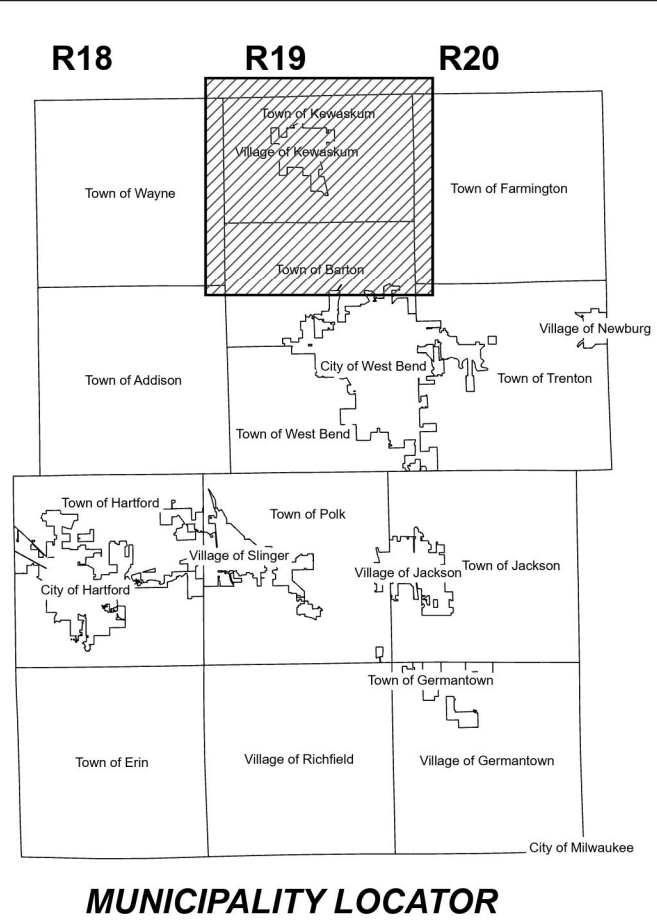 R18 R19 R20
Town of Kewaskum
Village of Kewaskum
Town of Wayne
Town of Farmington
Town of Barton
Village of Newburg
City of West Bend
Town of Addison
Town of Trenton
Town of West Bend
Town of Hartford
Town of Polk
Village of Slinger
Town of Jackson
Village of Jackson
City of Hartford
Town of Germantown
Town of Erin
Village of Richfield
Village of Germantown
City of Milwaukee
MUNICIPALITY LOCATOR